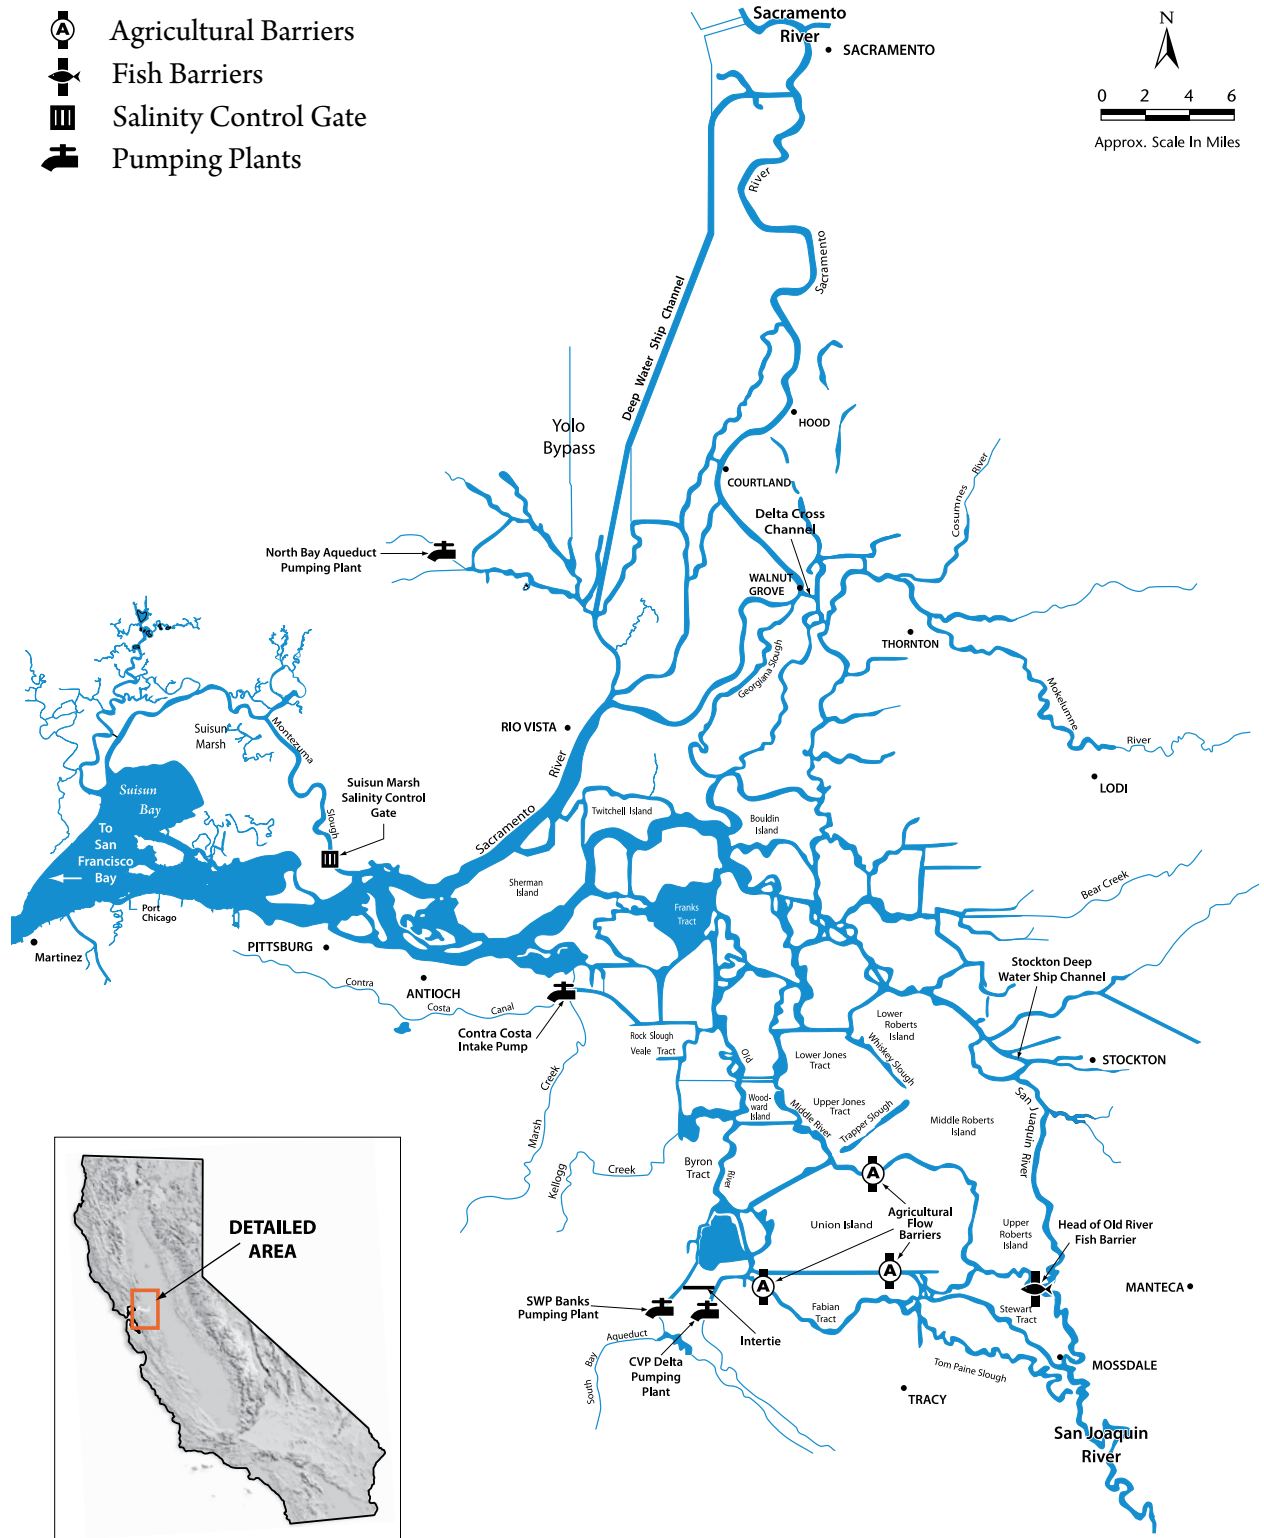 A Agricultural Barriers
Fish Barriers
Salinity Control Gate
Pumping Plants
Sacramento
River
SACRAMENTO
N
0 2 4 6
Approx. Scale In Miles
River
Sacramento
Deep Water Ship Channel
Yolo
Bypass
HOOD
COURTLAND
Delta Cross
Channel
Cosumnes River
North Bay Aqueduct
Pumping Plant
WALNUT
GROVE
THORNTON
Georgiana Slough
Mokelumne
River
LODI
RIO VISTA
Suisun
Marsh
Montezuma
Slough
Suisun Marsh
Salinity Control
Gate
Suisun
Bay
To
San
Francisco
Bay
Port
Chicago
Martinez
Sacramento
River
Twitchell Island
Bouldin
Island
Sherman
Island
Franks
Tract
Bear Creek
PITTSBURG
ANTIOCH
Contra
Costa
Canal
Contra Costa
Intake Pump
Stockton Deep
Water Ship Channel
Lower
Roberts
Island
Rock Slough
Veale Tract
Old
Lower Jones
Tract
Whiskey Slough
STOCKTON
San Joaquin River
Wood-
ward
Island
Middle River
Upper Jones
Tract
Trapper Slough
Middle Roberts
Island
Marsh
Creek
Kellogg
Creek
Byron
Tract
River
A
Agricultural
Flow
Barriers
Union Island
Upper
Roberts
Island
Head of Old River
Fish Barrier
A
A
MANTECA
SWP Banks
Pumping Plant
Fabian
Tract
Stewart
Tract
Intertie
CVP Delta
Pumping
Plant
South Bay
Aqueduct
Tom Paine Slough
MOSSDALE
TRACY
San Joaquin
River
DETAILED
AREA